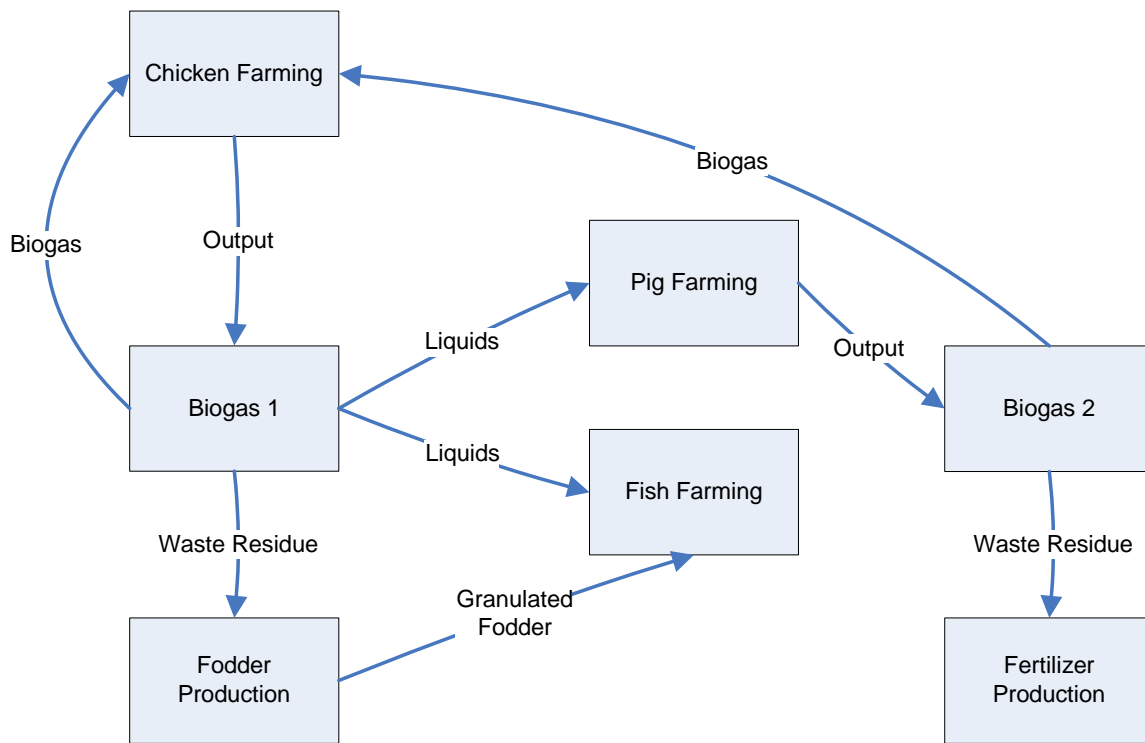 Chicken Farming
Biogas
Biogas
Output
Pig Farming
Liquids
Output
Biogas 1
Biogas 2
Liquids
Fish Farming
Waste Residue
Waste Residue
Granulated
Fodder
Fodder
Production
Fertilizer
Production